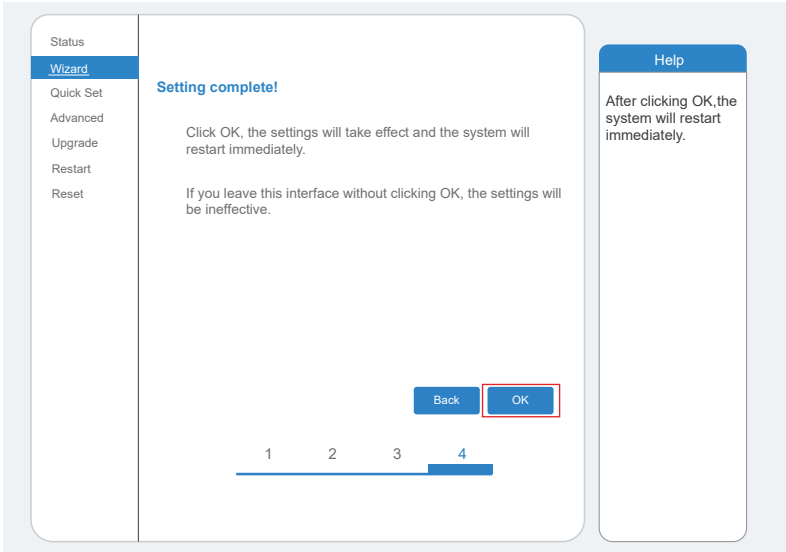 Status
Wizard
Quick Set
Advanced
Upgrade
Restart
Reset
Setting complete!
Click OK, the settings will take effect and the system will
restart immediately.
If you leave this interface without clicking OK, the settings will
be ineffective.
Back
OK
1 2 3 4
Help
After clicking OK,the
system will restart
immediately.